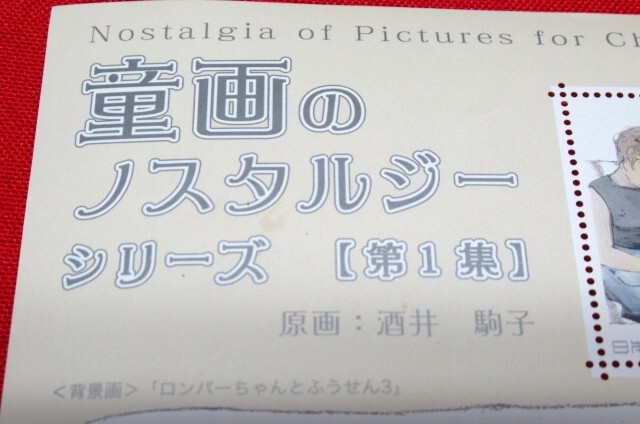 Nostalgia of Pictures for Ch
童画の
ノスタルジー
シリーズ 【第1集】
原画：酒井 駒子
<背景画>「ロンパーちゃんとふうせん3」
日本